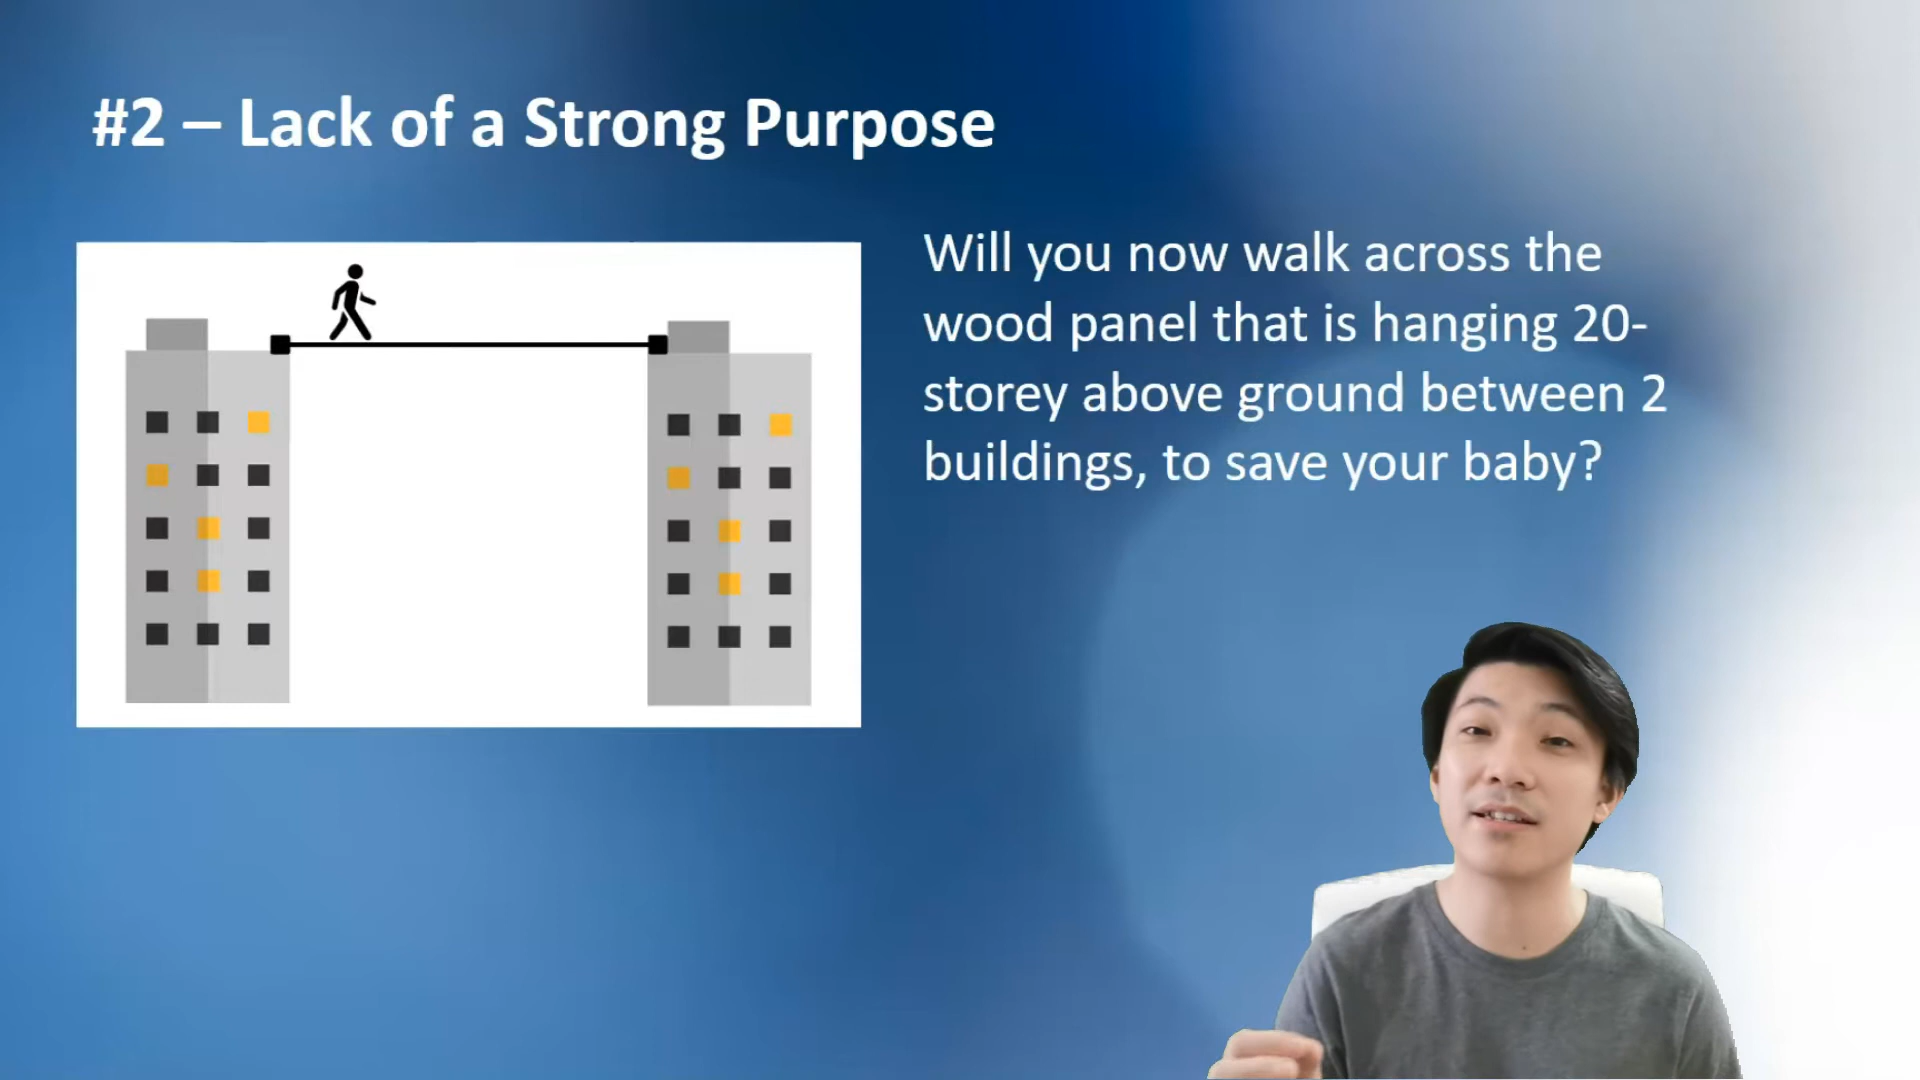 #2 – Lack of a Strong Purpose
Will you now walk across the
wood panel that is hanging 20-
storey above ground between 2
buildings, to save your baby?